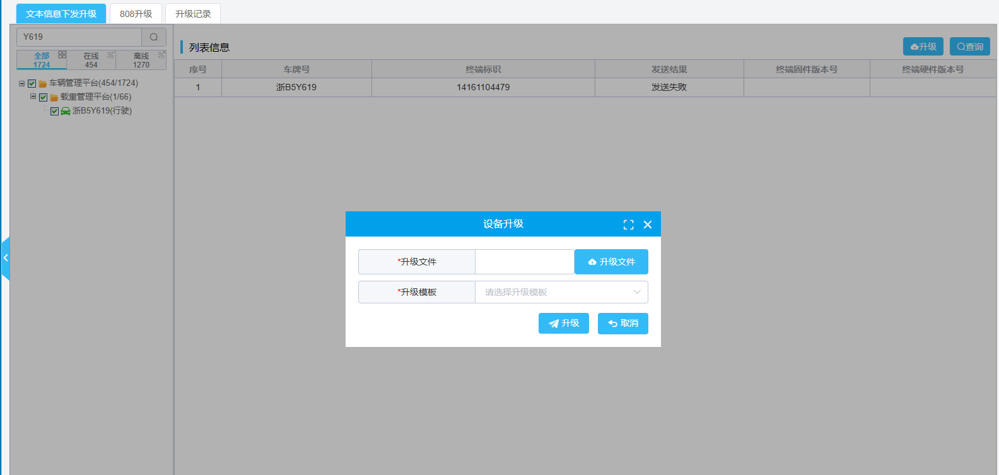 文本信息下发升级 808升级 升级记录
Y619
全部 在线 离线
1724 454 1270
车辆管理平台(454/1724)
载重管理平台(1/66)
浙B5Y619(行驶)
列表信息 升级 查询
序号 车牌号 终端标识 发送结果 终端固件版本号 终端硬件版本号
1 浙B5Y619 14161104479 发送失败
设备升级
*升级文件 升级文件
*升级模板 请选择升级模板
升级 取消